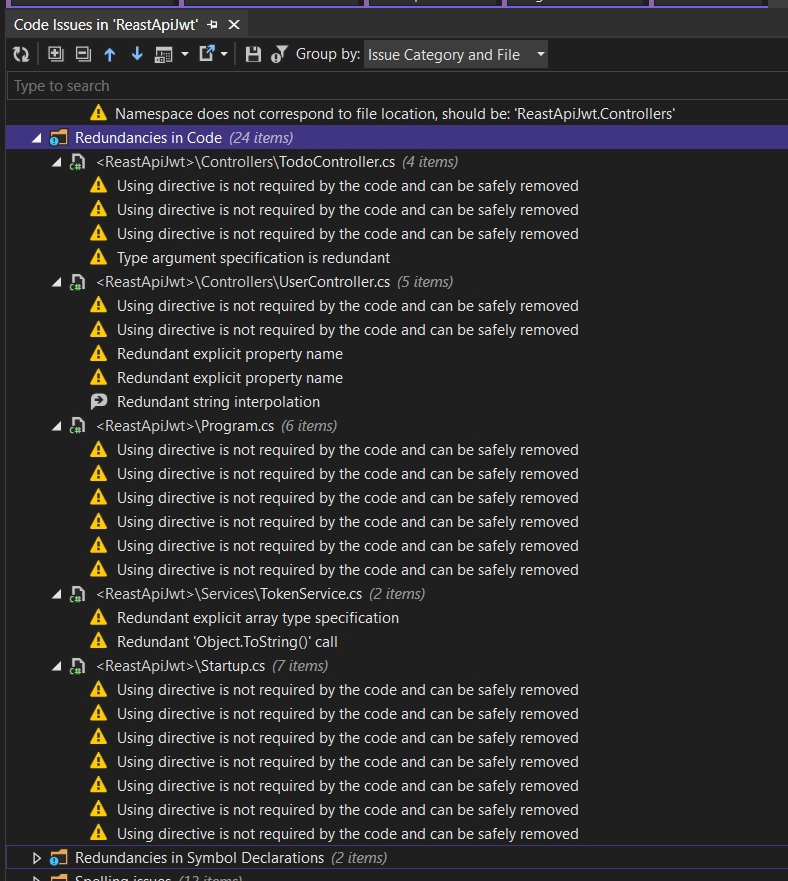 Code Issues in 'ReastApiJwt'
Group by: Issue Category and File
Type to search
Namespace does not correspond to file location, should be: 'ReastApiJwt.Controllers'
Redundancies in Code (24 items)
<ReastApiJwt>\Controllers\TodoController.cs (4 items)
Using directive is not required by the code and can be safely removed
Using directive is not required by the code and can be safely removed
Using directive is not required by the code and can be safely removed
Type argument specification is redundant
<ReastApiJwt>\Controllers\UserController.cs (5 items)
Using directive is not required by the code and can be safely removed
Using directive is not required by the code and can be safely removed
Redundant explicit property name
Redundant explicit property name
Redundant string interpolation
<ReastApiJwt>\Program.cs (6 items)
Using directive is not required by the code and can be safely removed
Using directive is not required by the code and can be safely removed
Using directive is not required by the code and can be safely removed
Using directive is not required by the code and can be safely removed
Using directive is not required by the code and can be safely removed
Using directive is not required by the code and can be safely removed
<ReastApiJwt>\Services\TokenService.cs (2 items)
Redundant explicit array type specification
Redundant 'Object.ToString()' call
<ReastApiJwt>\Startup.cs (7 items)
Using directive is not required by the code and can be safely removed
Using directive is not required by the code and can be safely removed
Using directive is not required by the code and can be safely removed
Using directive is not required by the code and can be safely removed
Using directive is not required by the code and can be safely removed
Using directive is not required by the code and can be safely removed
Using directive is not required by the code and can be safely removed
Redundancies in Symbol Declarations (2 items)
Spelling issues